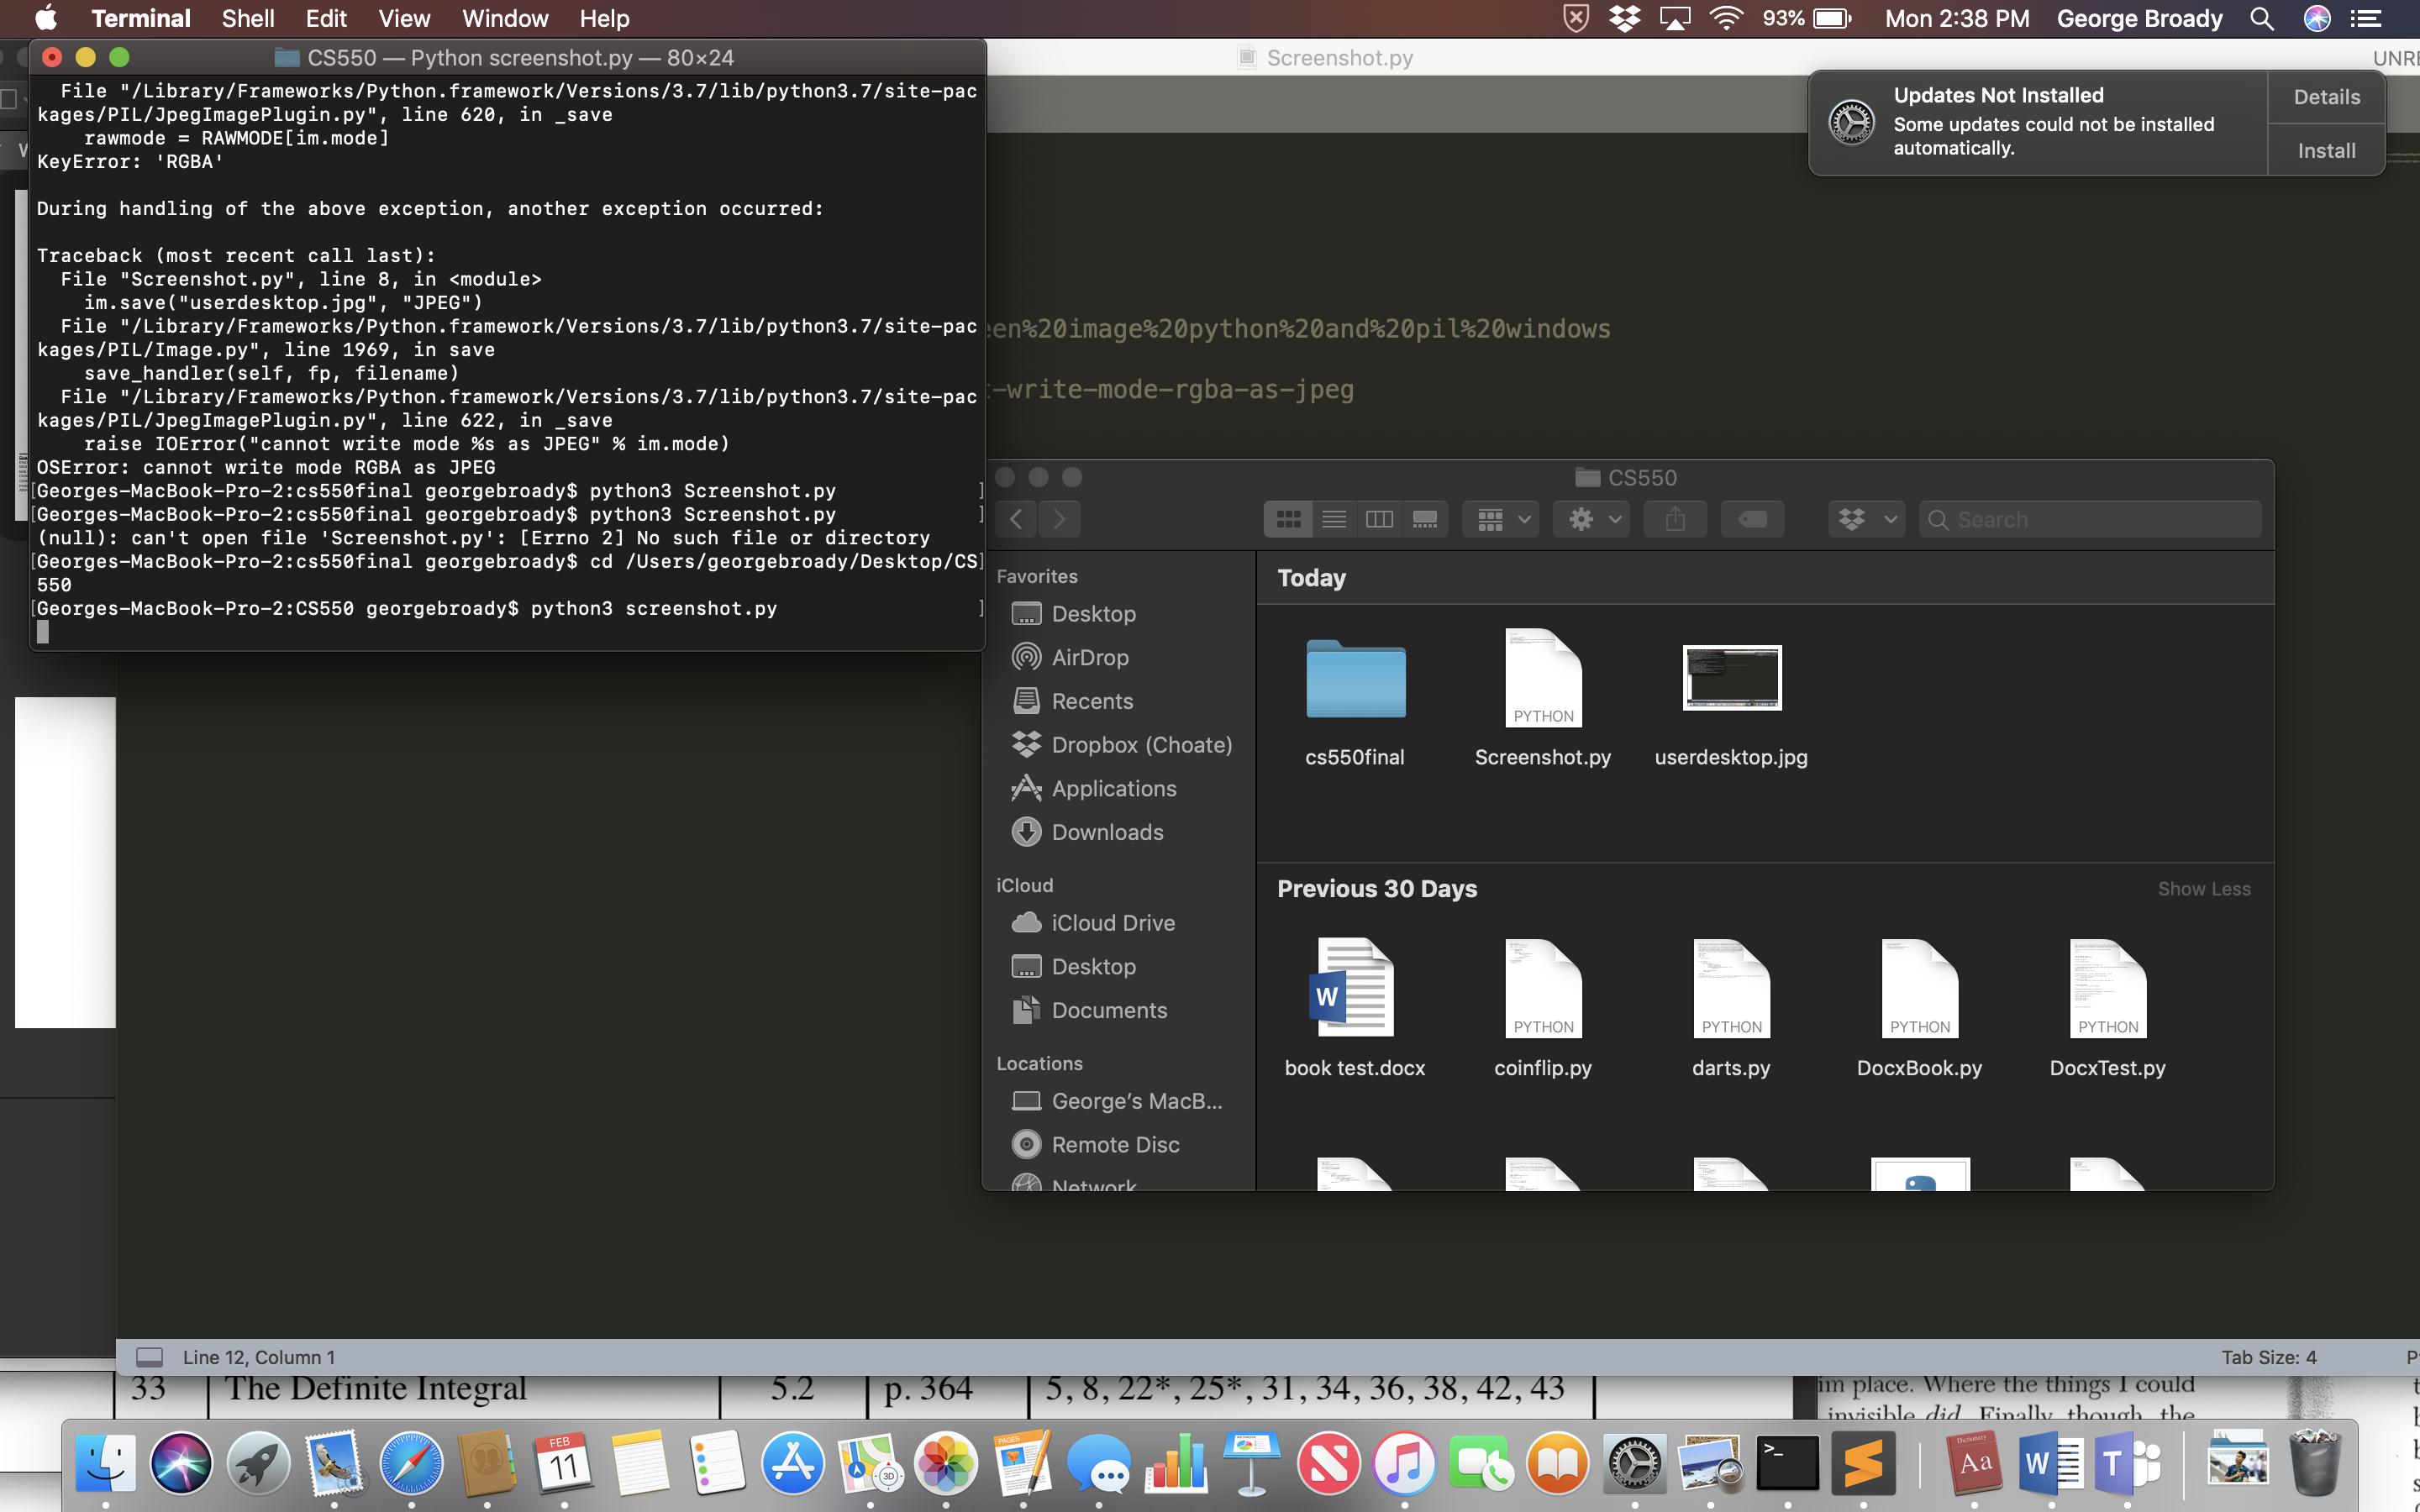 Terminal Shell Edit View Window Help 93% Mon 2:38 PM George Broady
CS550 — Python screenshot.py — 80×24
File "/Library/Frameworks/Python.framework/Versions/3.7/lib/python3.7/site-pac
kages/PIL/JpegImagePlugin.py", line 620, in _save
rawmode = RAWMODE[im.mode]
KeyError: 'RGBA'
During handling of the above exception, another exception occurred:
Traceback (most recent call last):
File "Screenshot.py", line 8, in <module>
im.save("userdesktop.jpg", "JPEG")
File "/Library/Frameworks/Python.framework/Versions/3.7/lib/python3.7/site-pac
kages/PIL/Image.py", line 1969, in save
save_handler(self, fp, filename)
File "/Library/Frameworks/Python.framework/Versions/3.7/lib/python3.7/site-pac
kages/PIL/JpegImagePlugin.py", line 622, in _save
raise IOError("cannot write mode %s as JPEG" % im.mode)
OSError: cannot write mode RGBA as JPEG
[Georges-MacBook-Pro-2:cs550final georgebroady$ python3 Screenshot.py ]
[Georges-MacBook-Pro-2:cs550final georgebroady$ python3 Screenshot.py ]
(null): can't open file 'Screenshot.py': [Errno 2] No such file or directory
[Georges-MacBook-Pro-2:cs550final georgebroady$ cd /Users/georgebroady/Desktop/CS]
550
[Georges-MacBook-Pro-2:CS550 georgebroady$ python3 screenshot.py ]
Screenshot.py
UNRE
Updates Not Installed
Some updates could not be installed
automatically.
Details
Install
een%20image%20python%20and%20pil%20windows
t-write-mode-rgba-as-jpeg
CS550
Search
Favorites
Desktop
AirDrop
Recents
Dropbox (Choate)
Applications
Downloads
iCloud
iCloud Drive
Desktop
Documents
Locations
George's MacB...
Remote Disc
Network
Today
PYTHON
cs550final Screenshot.py userdesktop.jpg
Previous 30 Days Show Less
W PYTHON PYTHON PYTHON PYTHON
book test.docx coinflip.py darts.py DocxBook.py DocxTest.py
Line 12, Column 1 Tab Size: 4
33 The Definite Integral 5.2 p. 364 5, 8, 22*, 25*, 31, 34, 36, 38, 42, 43
im place. Where the things I could
invisible did. Finally, though, the
FEB
11
PAGES
3D
>_
Dictionary
Aa
W
T